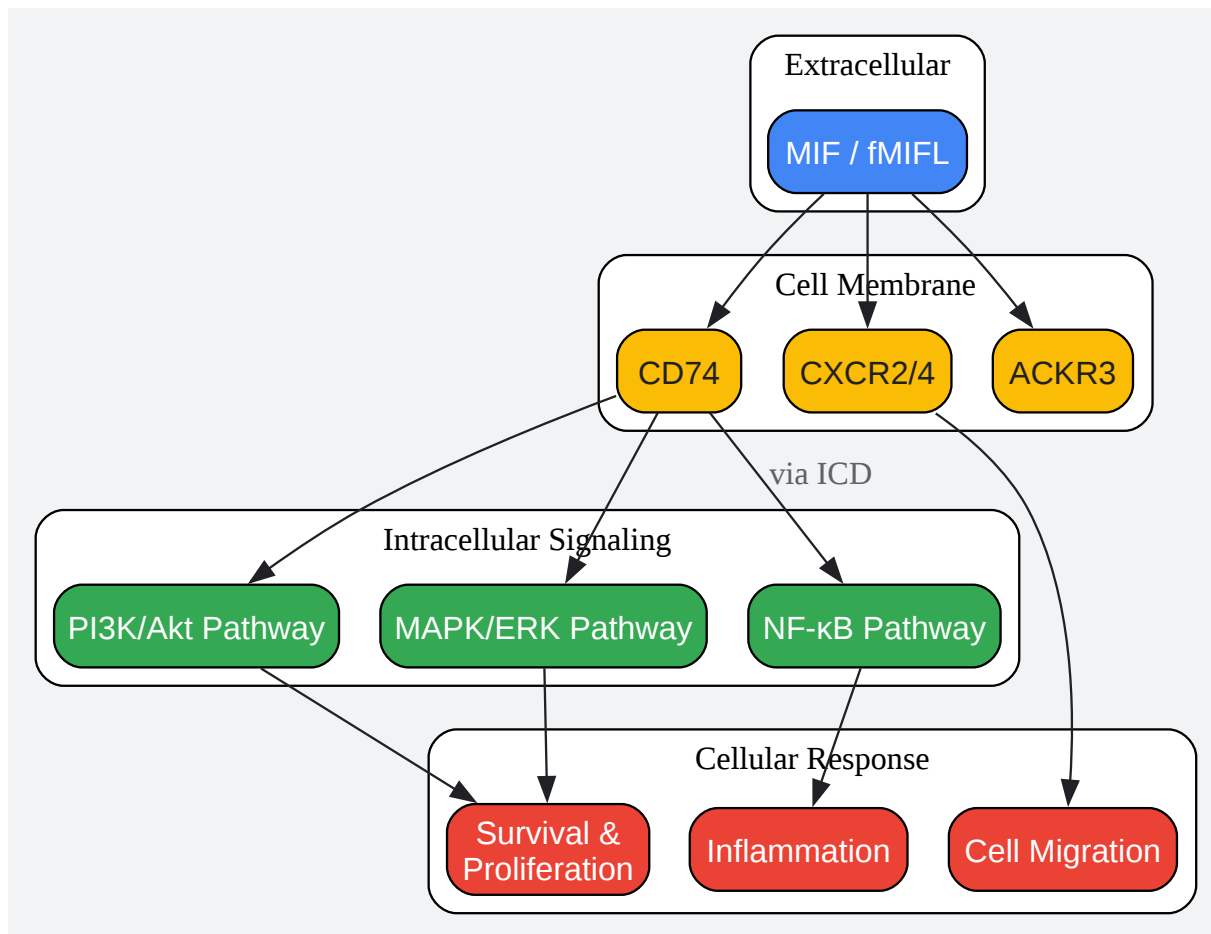 Extracellular
MIF / fMIFL
Cell Membrane
CD74
CXCR2/4
ACKR3
via ICD
Intracellular Signaling
PI3K/Akt Pathway
MAPK/ERK Pathway
NF-κB Pathway
Cellular Response
Survival &
Proliferation
Inflammation
Cell Migration